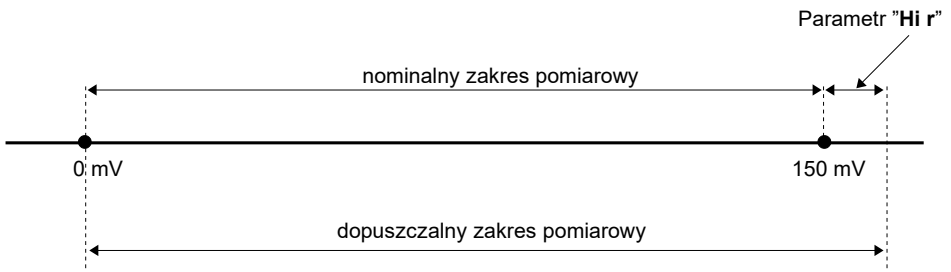 Parametr ”Hi r”
nominalny zakres pomiarowy
0 mV
150 mV
dopuszczalny zakres pomiarowy